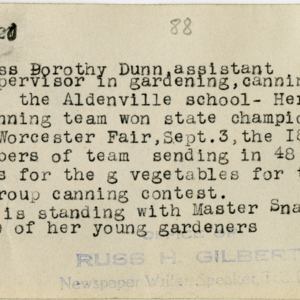 88
ss Dorothy Dunn,assistant
pervisor in gardening,cannin
the Aldenville school- Her
nning team won state champio
Worcester Fair,Sept.3, the 18
bers of team sending in 48
s for the g vegetables for t
roup canning contest.
is standing with Master Sna
e of her young gardeners
RUSS H. GILBERT
Newspaper Writer, Speaker,